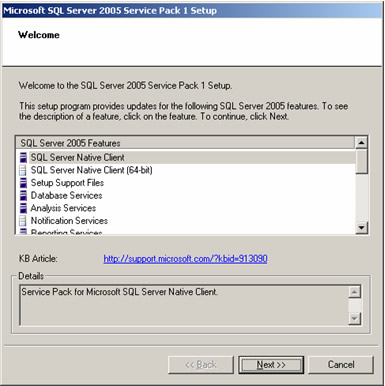 Microsoft SQL Server 2005 Service Pack 1 Setup
Welcome
Welcome to the SQL Server 2005 Service Pack 1 Setup.
This setup program provides updates for the following SQL Server 2005 features. To see
the description of a feature, click on the feature. To continue, click Next.
SQL Server 2005 Features
SQL Server Native Client
SQL Server Native Client (64-bit)
Setup Support Files
Database Services
Analysis Services
Notification Services
Reporting Services
KB Article: http://support.microsoft.com/?kbid=913090
Details
Service Pack for Microsoft SQL Server Native Client.
<< Back Next >> Cancel